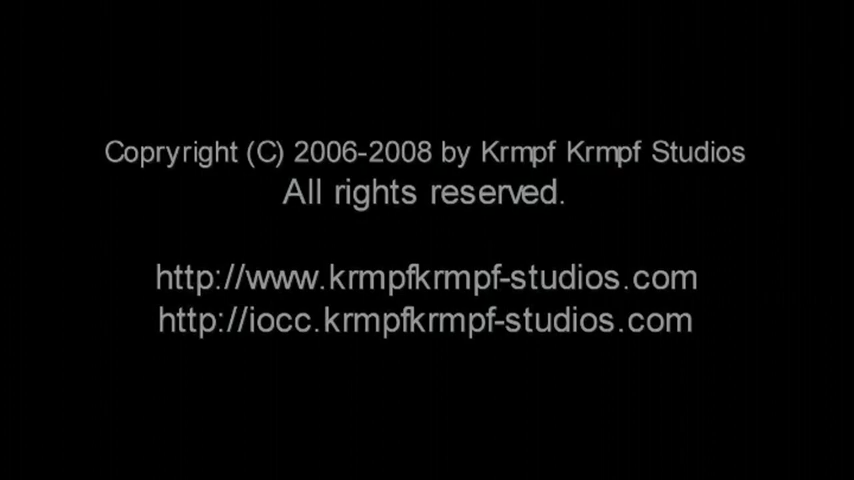 Copryright (C) 2006-2008 by Krmpf Krmpf Studios
All rights reserved.
http://www.krmpfkrmpf-studios.com
http://iocc.krmpfkrmpf-studios.com